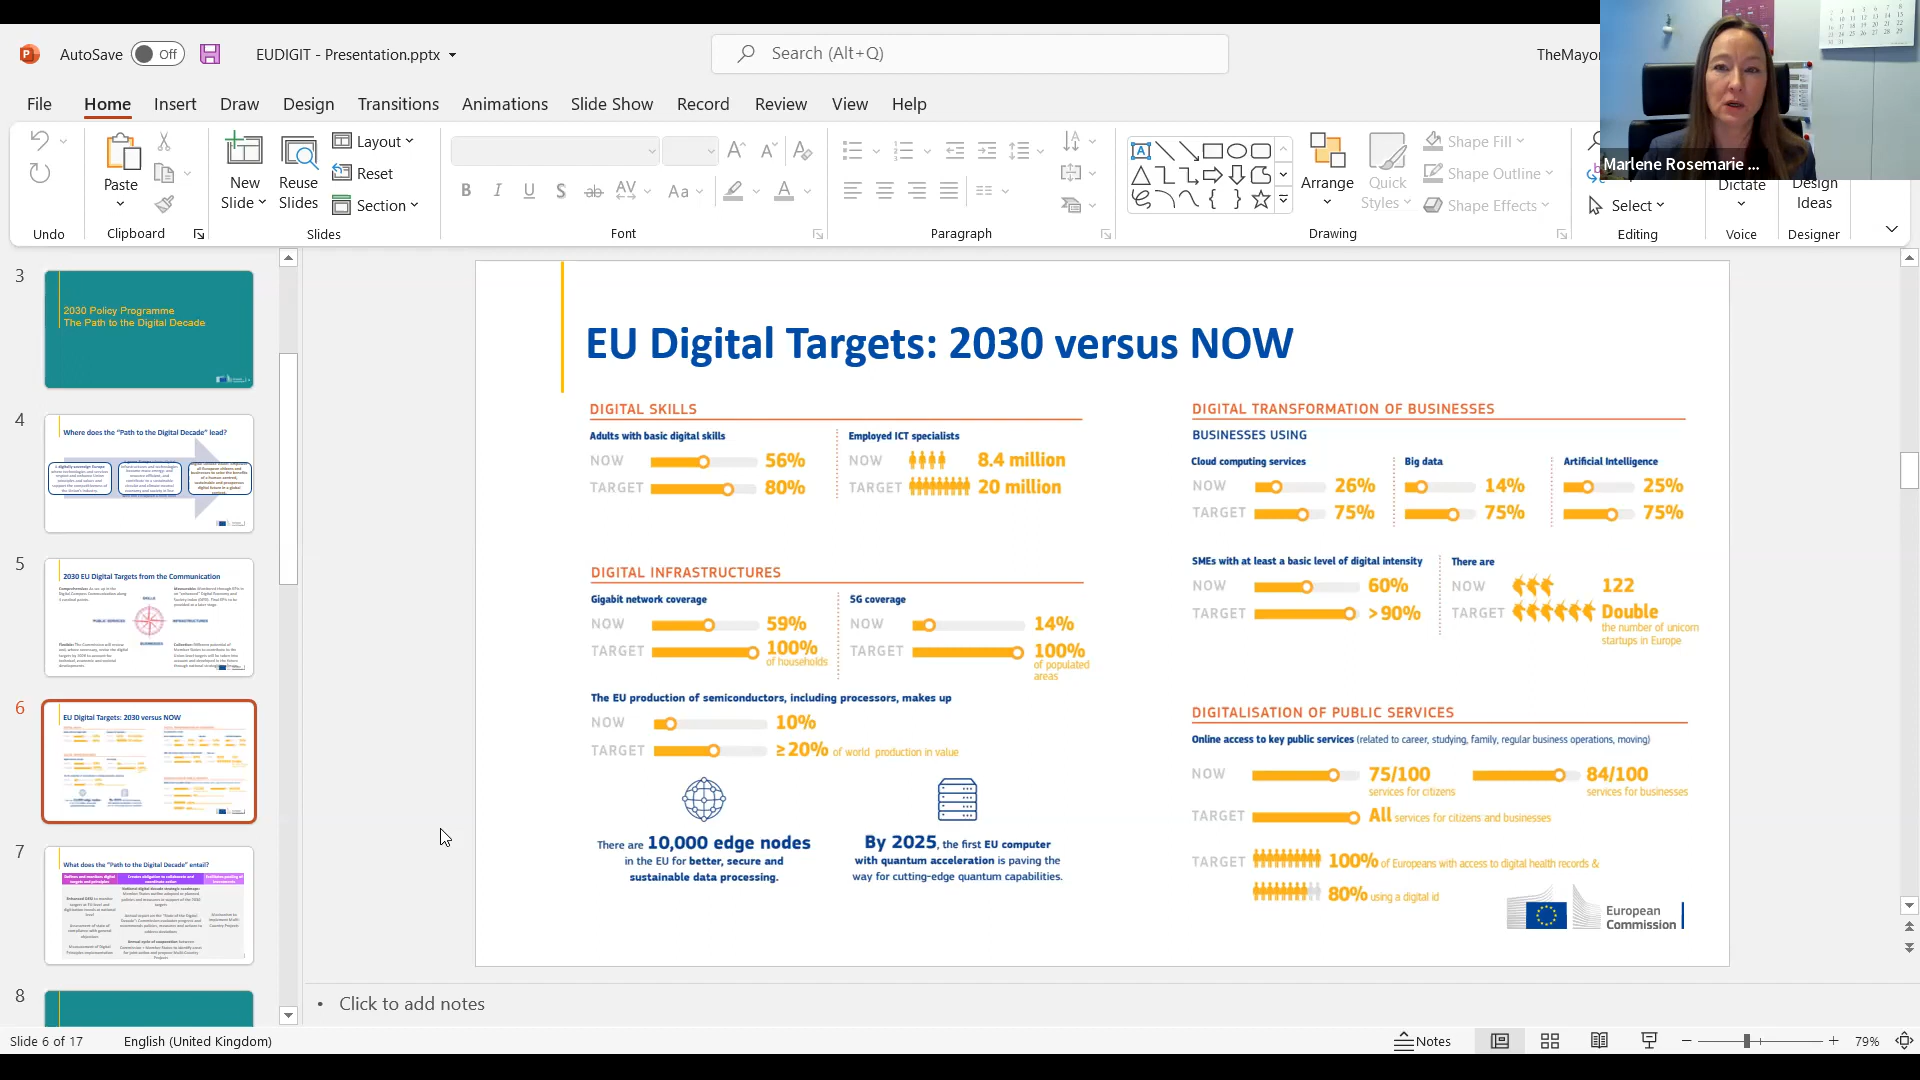 AutoSave Off
EUDIGIT - Presentation.pptx
Search (Alt+Q)
TheMayor
File Home Insert Draw Design Transitions Animations Slide Show Record Review View Help
Marlene Rosemarie ...
Paste
New Slide
Reuse Slides
Layout
Reset
Section
Arrange
Quick Styles
Shape Fill
Shape Outline
Shape Effects
Select
Dictate
Design Ideas
Undo Clipboard Slides Font Paragraph Drawing Editing Voice Designer
3
2030 Policy Programme
The Path to the Digital Decade
4
Where does the "Path to the Digital Decade" lead?
5
2030 EU Digital Targets from the Communication
6
EU Digital Targets: 2030 versus NOW
7
What does the "Path to the Digital Decade" entail?
8
EU Digital Targets: 2030 versus NOW
DIGITAL SKILLS
Adults with basic digital skills
NOW 56%
TARGET 80%
Employed ICT specialists
NOW 8.4 million
TARGET 20 million
DIGITAL INFRASTRUCTURES
Gigabit network coverage
NOW 59%
TARGET 100%
of households
5G coverage
NOW 14%
TARGET 100%
of populated
areas
The EU production of semiconductors, including processors, makes up
NOW 10%
TARGET ≥20% of world production in value
There are 10,000 edge nodes
in the EU for better, secure and
sustainable data processing.
By 2025, the first EU computer
with quantum acceleration is paving the
way for cutting-edge quantum capabilities.
DIGITAL TRANSFORMATION OF BUSINESSES
BUSINESSES USING
Cloud computing services
NOW 26%
TARGET 75%
Big data
14%
75%
Artificial Intelligence
25%
75%
SMEs with at least a basic level of digital intensity
NOW 60%
TARGET >90%
There are
NOW 122
TARGET Double
the number of unicorn
startups in Europe
DIGITALISATION OF PUBLIC SERVICES
Online access to key public services (related to career, studying, family, regular business operations, moving)
NOW 75/100 84/100
services for citizens services for businesses
TARGET All services for citizens and businesses
TARGET 100% of Europeans with access to digital health records &
80% using a digital id
European
Commission
Click to add notes
Slide 6 of 17 English (United Kingdom) Notes 79%